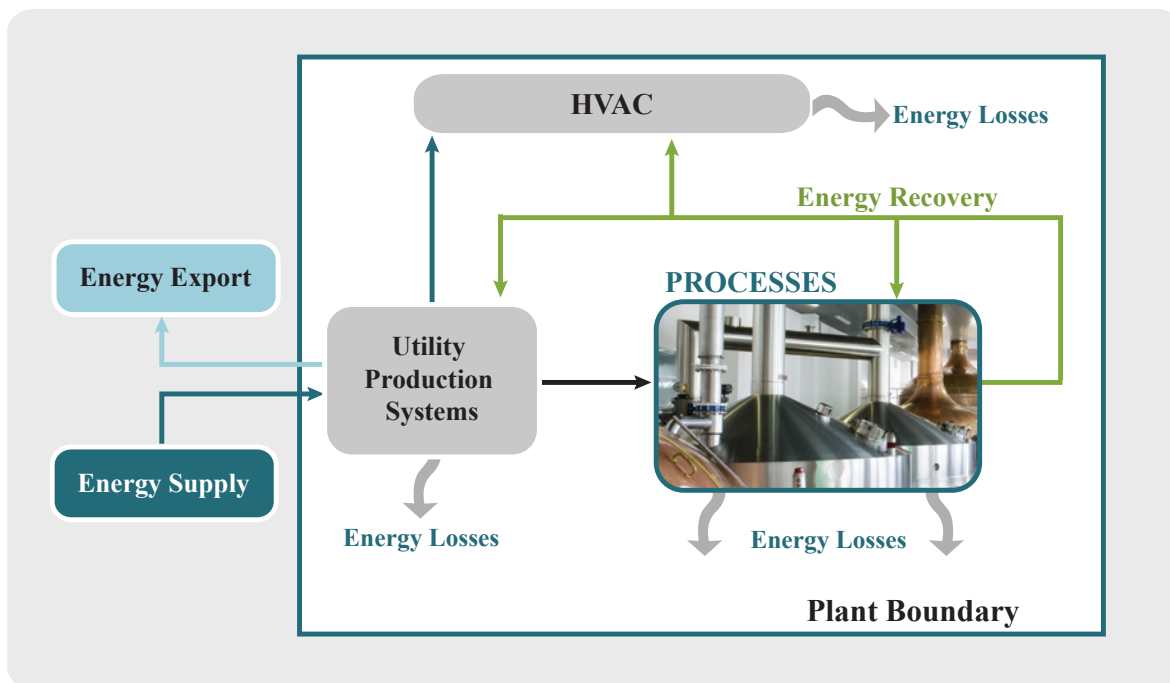 HVAC
Energy Losses
Energy Recovery
Energy Export
PROCESSES
Utility
Production
Systems
Energy Supply
Energy Losses
Energy Losses
Plant Boundary